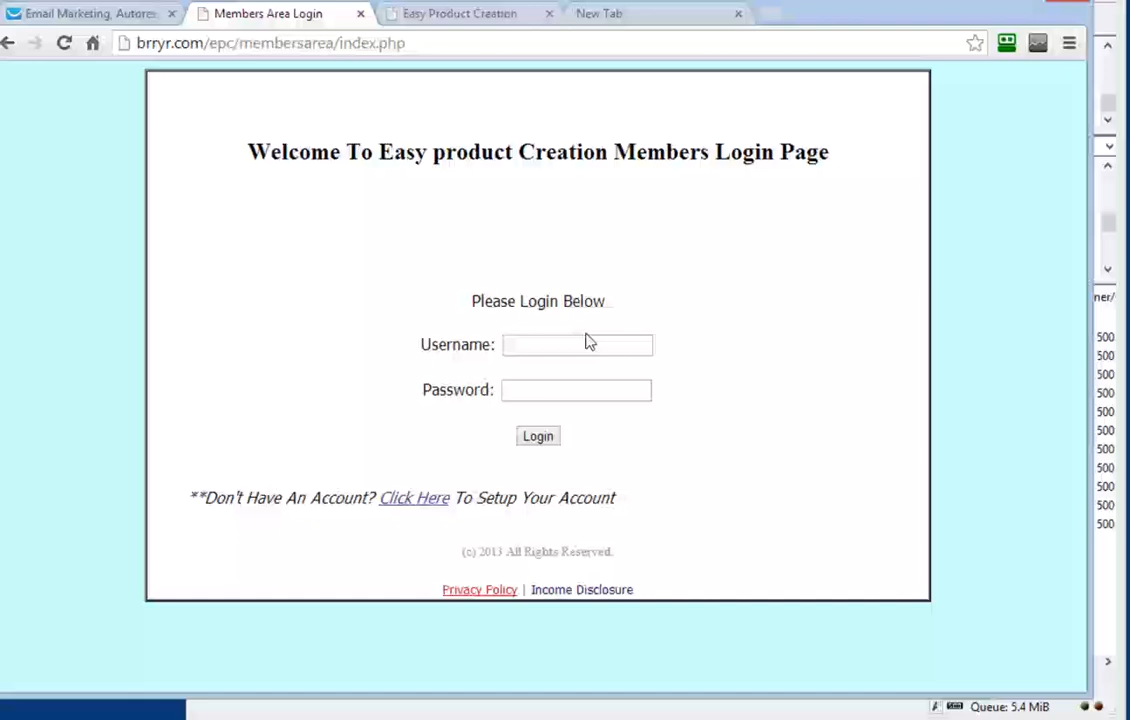 Email Marketing, Autores
Members Area Login
Easy Product Creation
New Tab
brryr.com/epc/membersarea/index.php
Welcome To Easy product Creation Members Login Page
Please Login Below
Username:
Password:
Login
**Don't Have An Account? Click Here To Setup Your Account
(c) 2013 All Rights Reserved.
Privacy Policy | Income Disclosure
ner/
500
500
500
500
500
500
500
500
500
500
500
Queue: 5.4 MiB